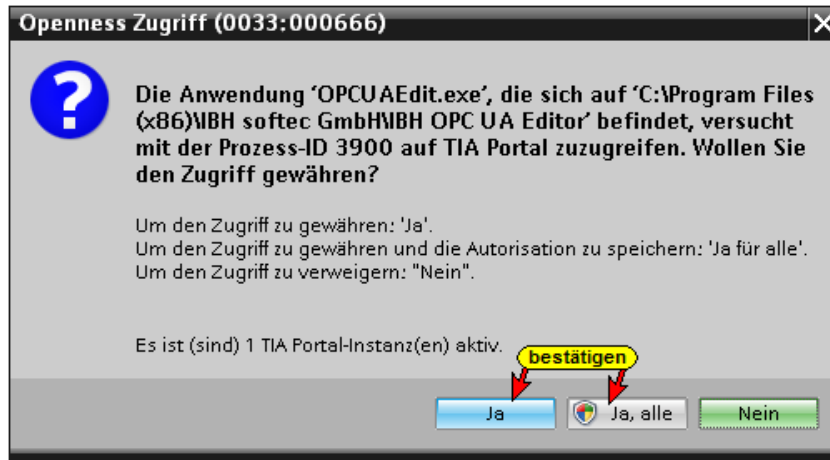 Openness Zugriff (0033:000666)
Die Anwendung 'OPCUAEdit.exe', die sich auf 'C:\Program Files
(x86)\IBH softec GmbH\IBH OPC UA Editor' befindet, versucht
mit der Prozess-ID 3900 auf TIA Portal zuzugreifen. Wollen Sie
den Zugriff gewähren?
Um den Zugriff zu gewähren: 'Ja'.
Um den Zugriff zu gewähren und die Autorisation zu speichern: 'Ja für alle'.
Um den Zugriff zu verweigern: "Nein".
Es ist (sind) 1 TIA Portal-Instanz(en) aktiv.
bestätigen
Ja
Ja, alle
Nein